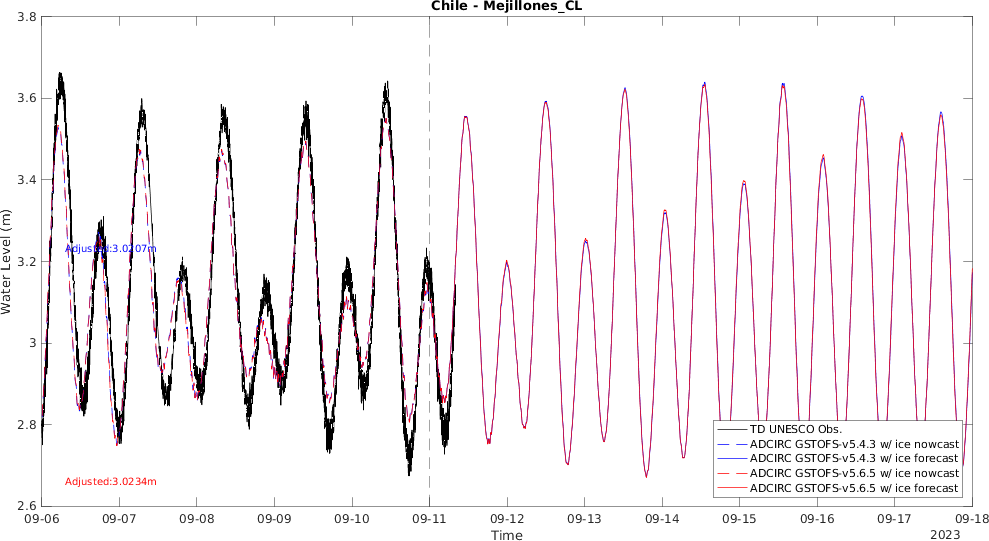 Chile - Mejillones_CL
3.8
3.6
3.4
3.2
3
2.8
2.6
Water Level (m)
Adjusted:3.0207m
Adjusted:3.0234m
TD UNESCO Obs.
ADCIRC GSTOFS-v5.4.3 w/ ice nowcast
ADCIRC GSTOFS-v5.4.3 w/ ice forecast
ADCIRC GSTOFS-v5.6.5 w/ ice nowcast
ADCIRC GSTOFS-v5.6.5 w/ ice forecast
09-06 09-07 09-08 09-09 09-10 09-11 09-12 09-13 09-14 09-15 09-16 09-17 09-18
Time
2023